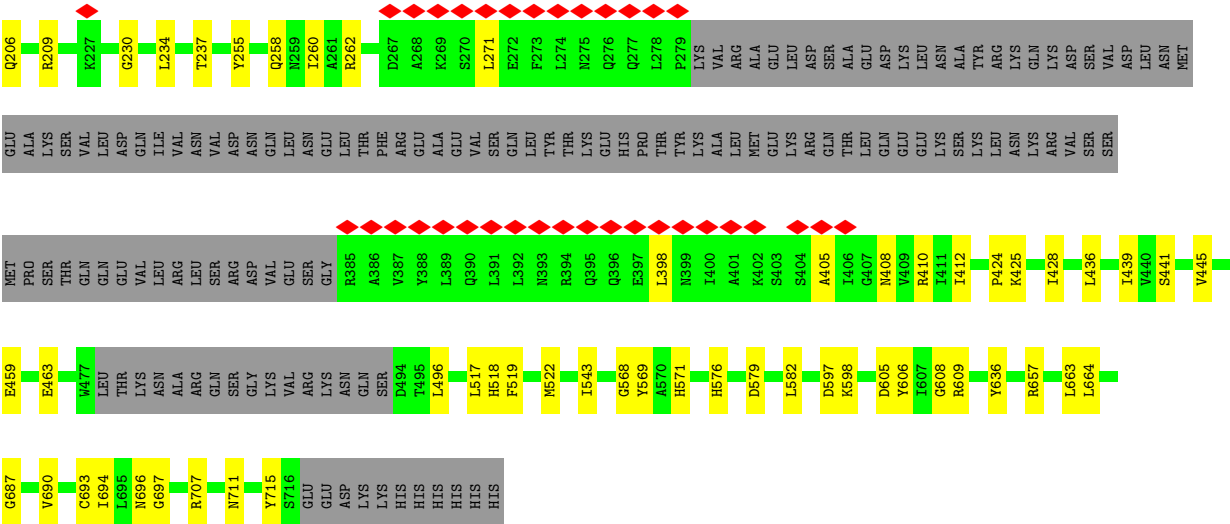 Q206 R209 K227 G230 L234 T237 Y255 Q258 N259 I260 A261 R262 D267 A268 K269 S270 L271 E272 F273 L274 N275 Q276 Q277 L278 P279 LYS VAL ARG ALA GLU LEU ASP SER ALA GLU ASP LYS LEU ASN ALA TYR ARG LYS GLN LYS ASP SER VAL ASP LEU ASN MET
GLU ALA LYS SER VAL LEU ASP GLN ILE VAL ASN VAL ASP ASN GLN LEU ASN GLU LEU THR PHE ARG GLU ALA GLU VAL SER GLN LEU TYR THR LYS GLU HIS PRO THR TYR LYS ALA LEU MET GLU LYS ARG GLN THR LEU GLN GLU GLU LYS SER LYS LEU ASN LYS ARG VAL SER SER
MET PRO SER THR GLN GLN GLU VAL LEU ARG LEU SER ARG ASP VAL GLU SER GLY R385 A386 V387 Y388 L389 Q390 L391 L392 N393 R394 Q395 Q396 E397 L398 N399 I400 A401 K402 S403 S404 A405 I406 G407 N408 V409 R410 I411 I412 P424 K425 I428 L436 I439 V440 S441 V445
E459 E463 W477 LEU THR LYS ASN ALA ARG GLN SER GLY LYS VAL ARG LYS ASN GLN SER D494 T495 L496 L517 H518 F519 M522 I543 G568 Y569 A570 H571 H576 D579 L582 D597 K598 D605 Y606 I607 G608 R609 Y636 R657 L663 L664
G687 V690 C693 I694 L695 N696 G697 R707 N711 Y715 S716 GLU GLU ASP LYS LYS HIS HIS HIS HIS HIS HIS